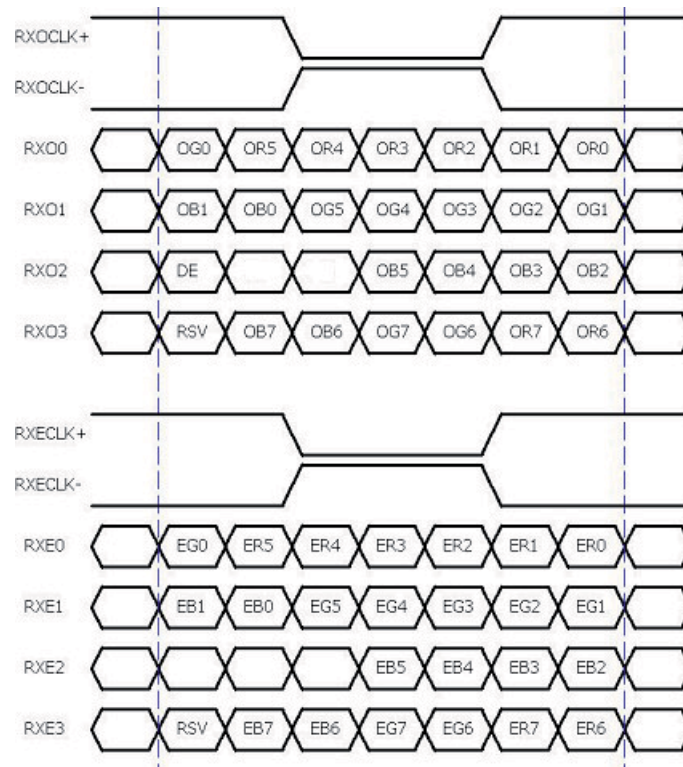 RXOCLK+
RXOCLK-
RXO0 OG0 OR5 OR4 OR3 OR2 OR1 OR0
RXO1 OB1 OB0 OG5 OG4 OG3 OG2 OG1
RXO2 DE OB5 OB4 OB3 OB2
RXO3 RSV OB7 OB6 OG7 OG6 OR7 OR6
RXECLK+
RXECLK-
RXE0 EG0 ER5 ER4 ER3 ER2 ER1 ER0
RXE1 EB1 EB0 EG5 EG4 EG3 EG2 EG1
RXE2 EB5 EB4 EB3 EB2
RXE3 RSV EB7 EB6 EG7 EG6 ER7 ER6